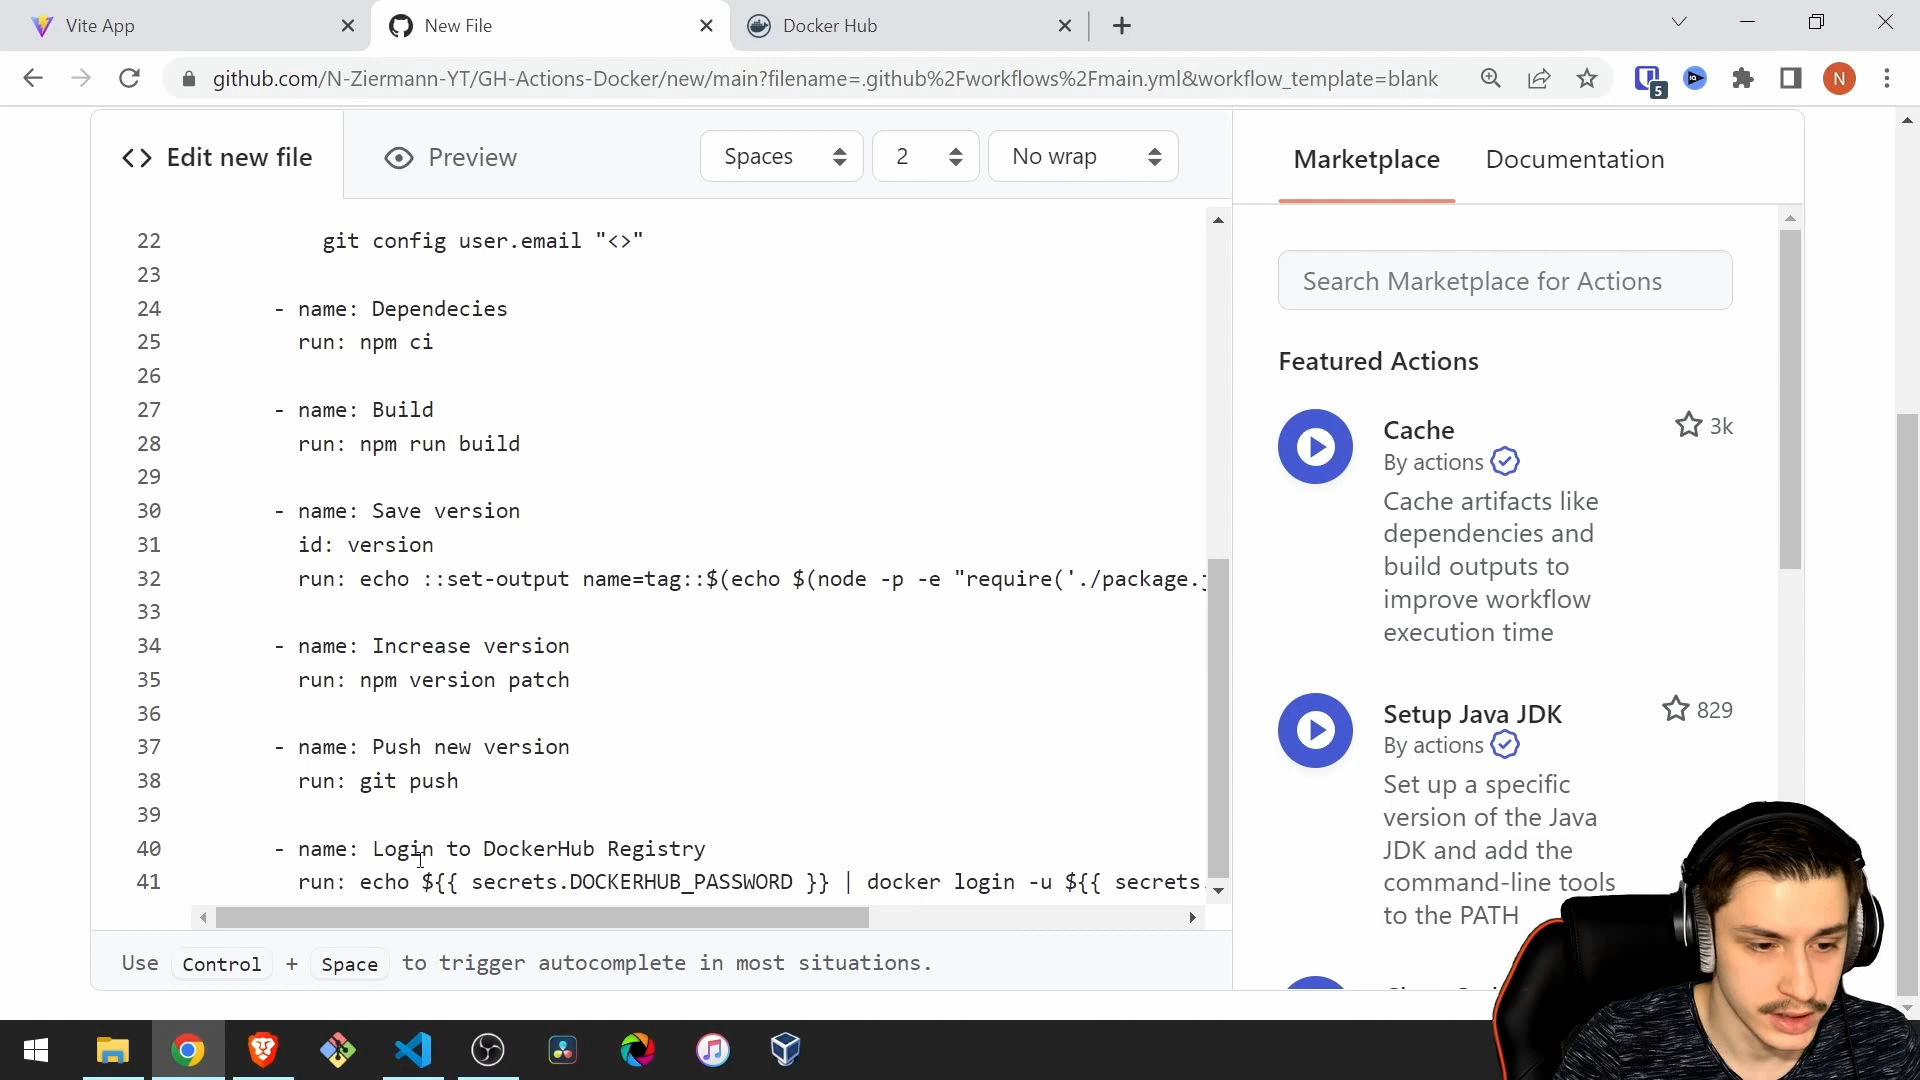 Vite App
New File
Docker Hub
github.com/N-Ziermann-YT/GH-Actions-Docker/new/main?filename=.github%2Fworkflows%2Fmain.yml&workflow_template=blank
5
N
<> Edit new file
Preview
Spaces
2
No wrap
Marketplace
Documentation
22 git config user.email "<>"
23
24 - name: Dependecies
25 run: npm ci
26
27 - name: Build
28 run: npm run build
29
30 - name: Save version
31 id: version
32 run: echo ::set-output name=tag::$(echo $(node -p -e "require('./package.j
33
34 - name: Increase version
35 run: npm version patch
36
37 - name: Push new version
38 run: git push
39
40 - name: Login to DockerHub Registry
41 run: echo ${{ secrets.DOCKERHUB_PASSWORD }} | docker login -u ${{ secrets.
Use Control + Space to trigger autocomplete in most situations.
Search Marketplace for Actions
Featured Actions
Cache
3k
By actions
Cache artifacts like
dependencies and
build outputs to
improve workflow
execution time
Setup Java JDK
829
By actions
Set up a specific
version of the Java
JDK and add the
command-line tools
to the PATH